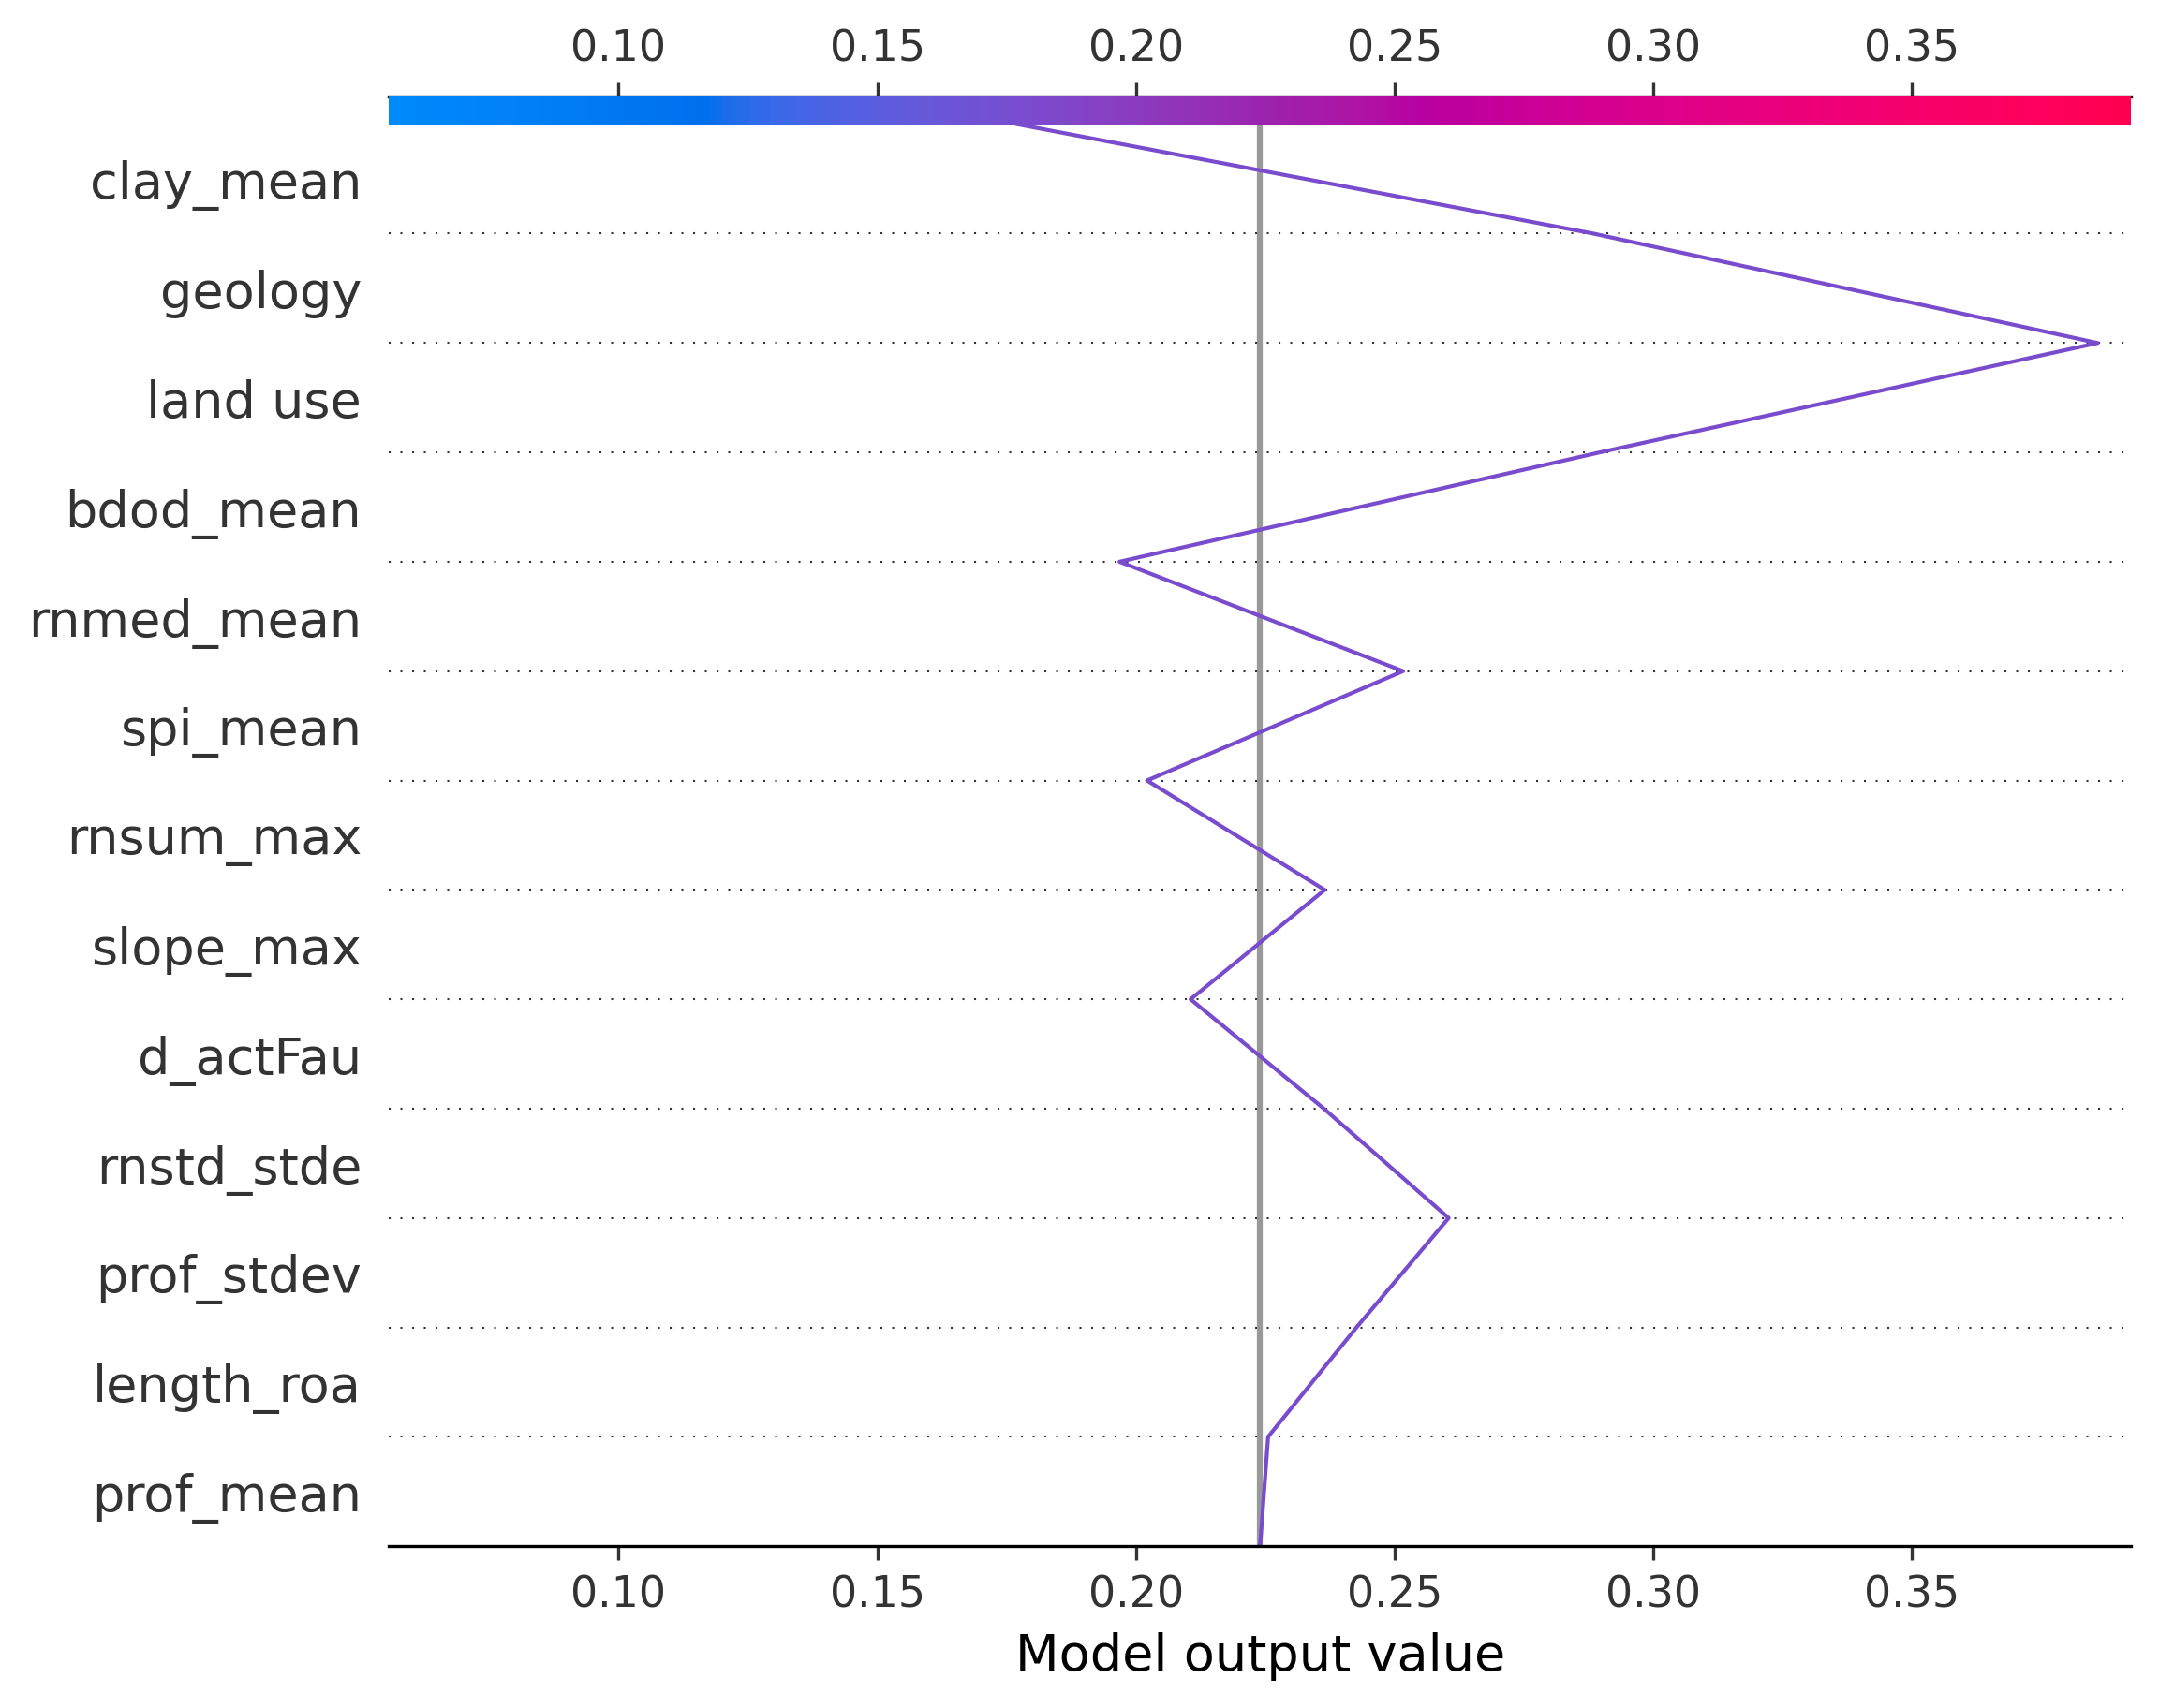 0.10 0.15 0.20 0.25 0.30 0.35
clay_mean
geology
land use
bdod_mean
rnmed_mean
spi_mean
rnsum_max
slope_max
d_actFau
rnstd_stde
prof_stdev
length_roa
prof_mean
0.10 0.15 0.20 0.25 0.30 0.35
Model output value